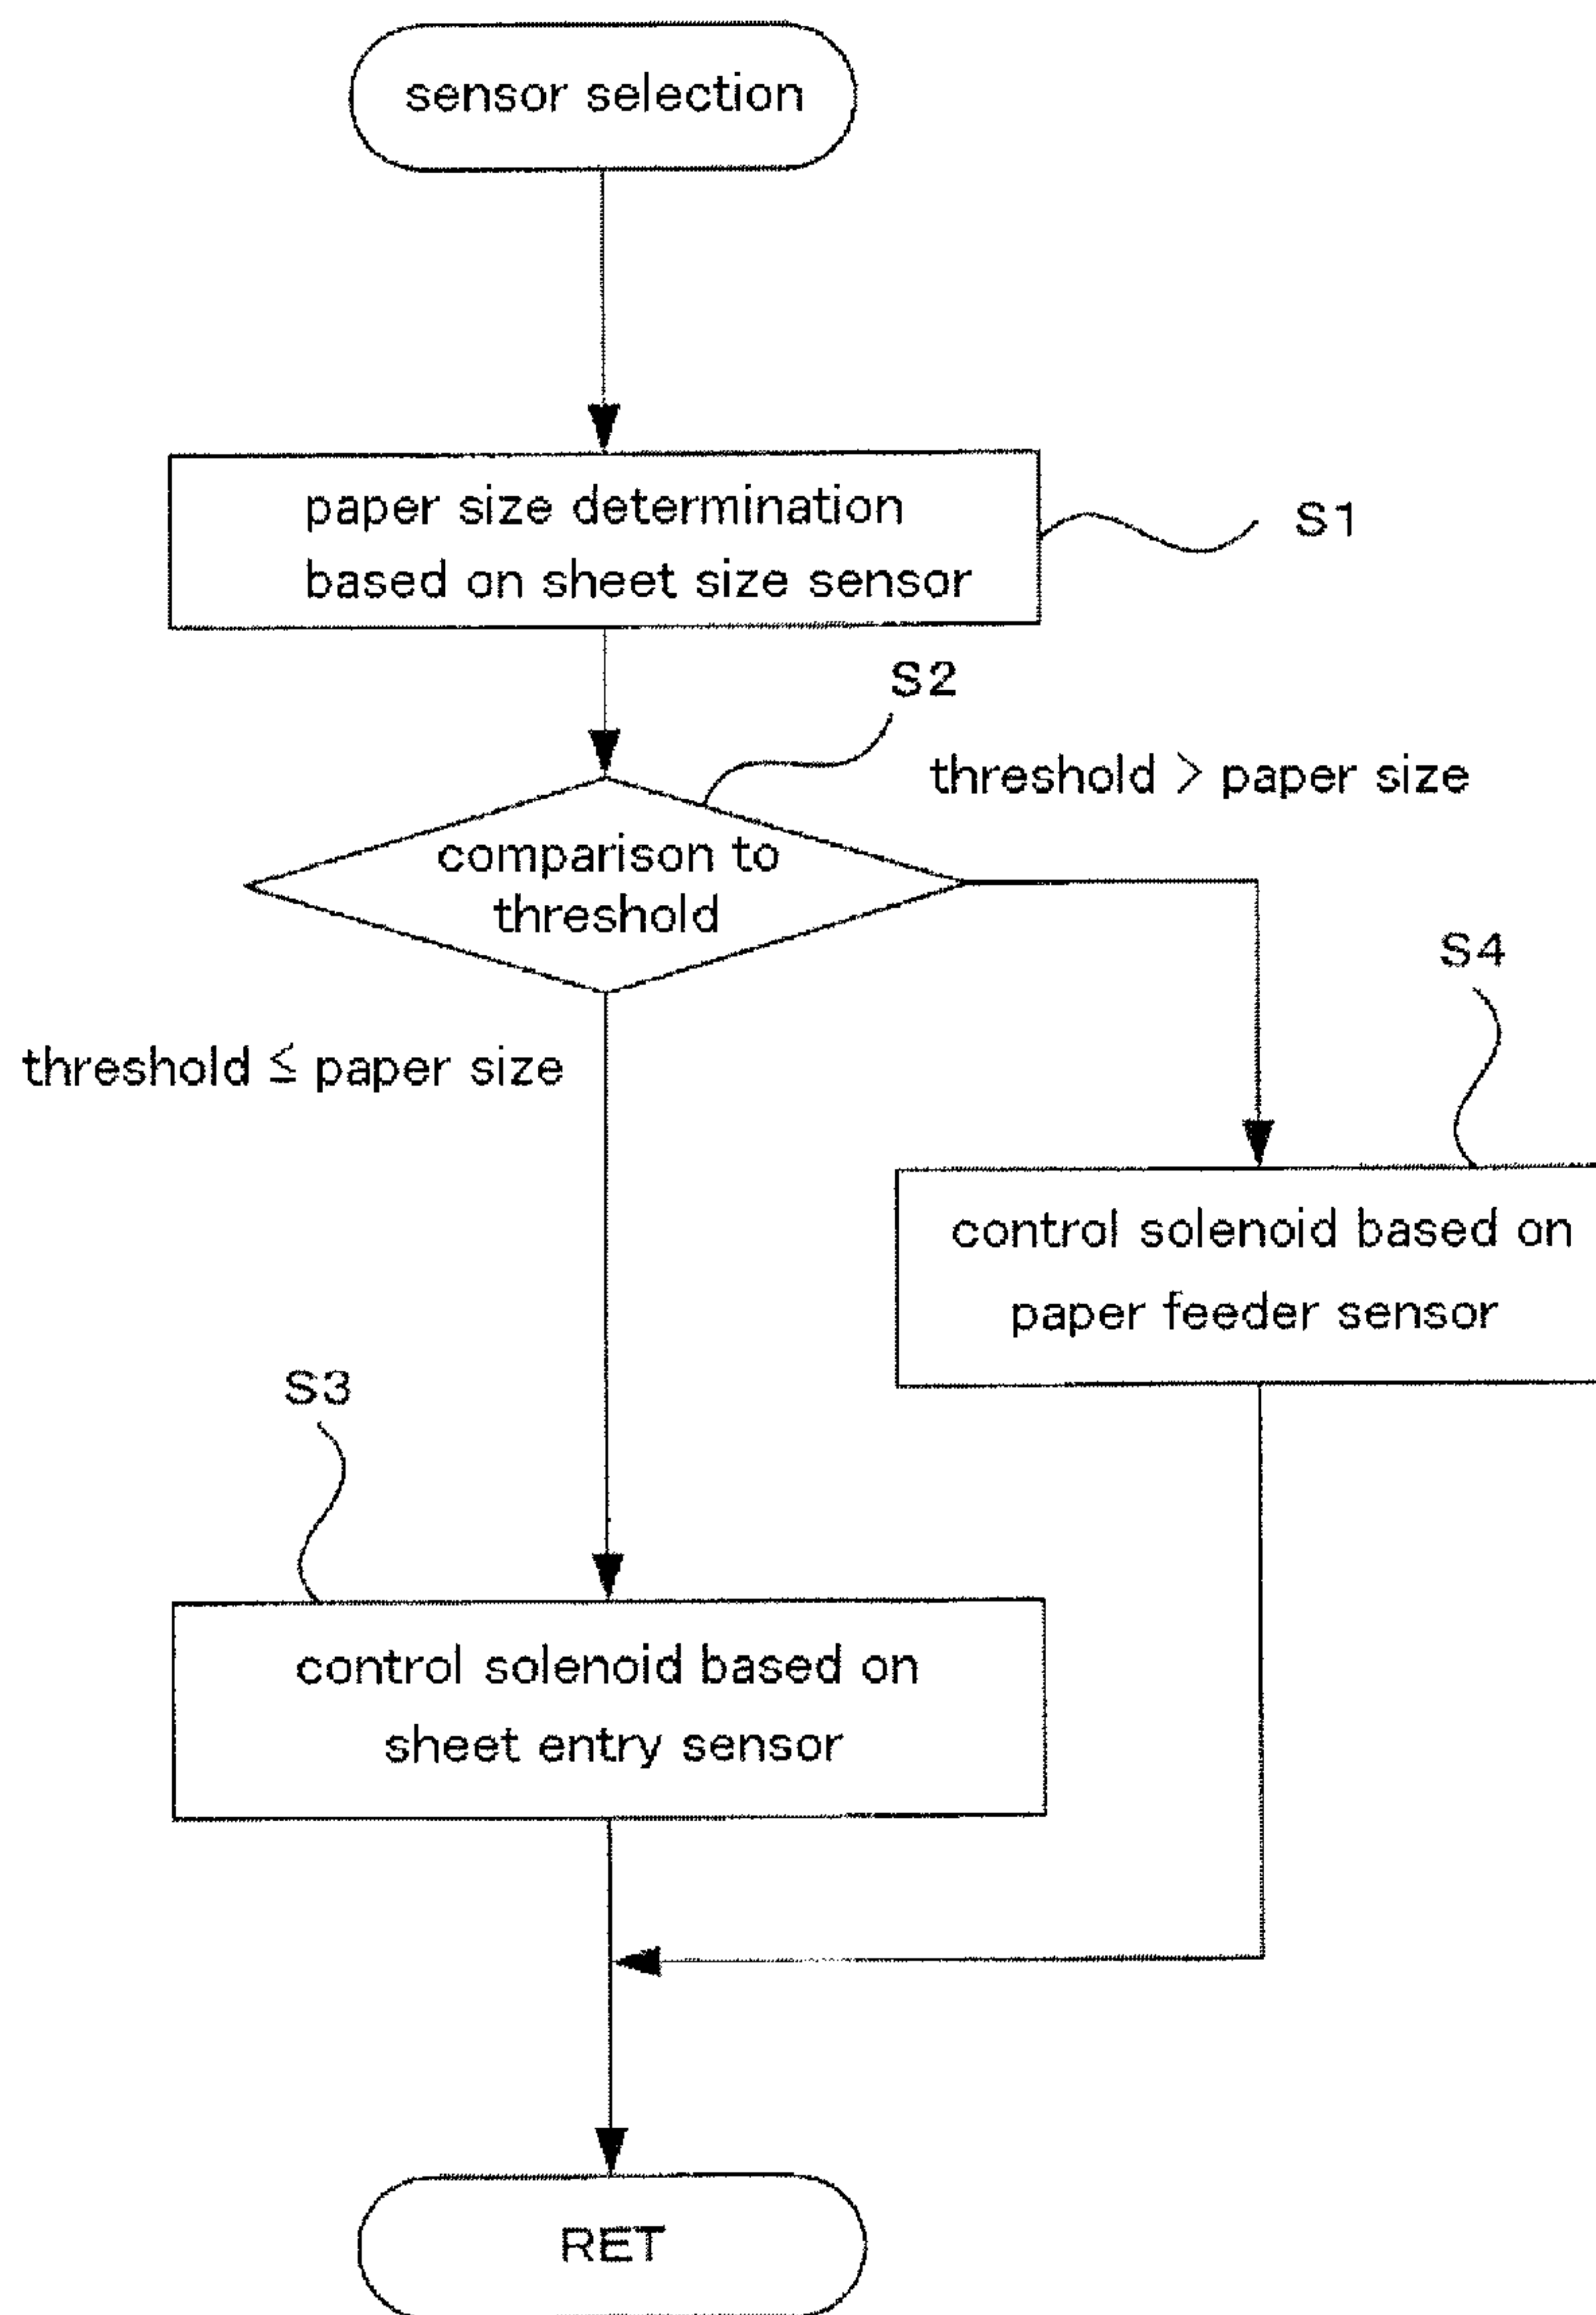 sensor selection
paper size determination
based on sheet size sensor
S1
S2
threshold > paper size
comparison to
threshold
S4
threshold ≦ paper size
control solenoid based on
paper feeder sensor
S3
control solenoid based on
sheet entry sensor
RET